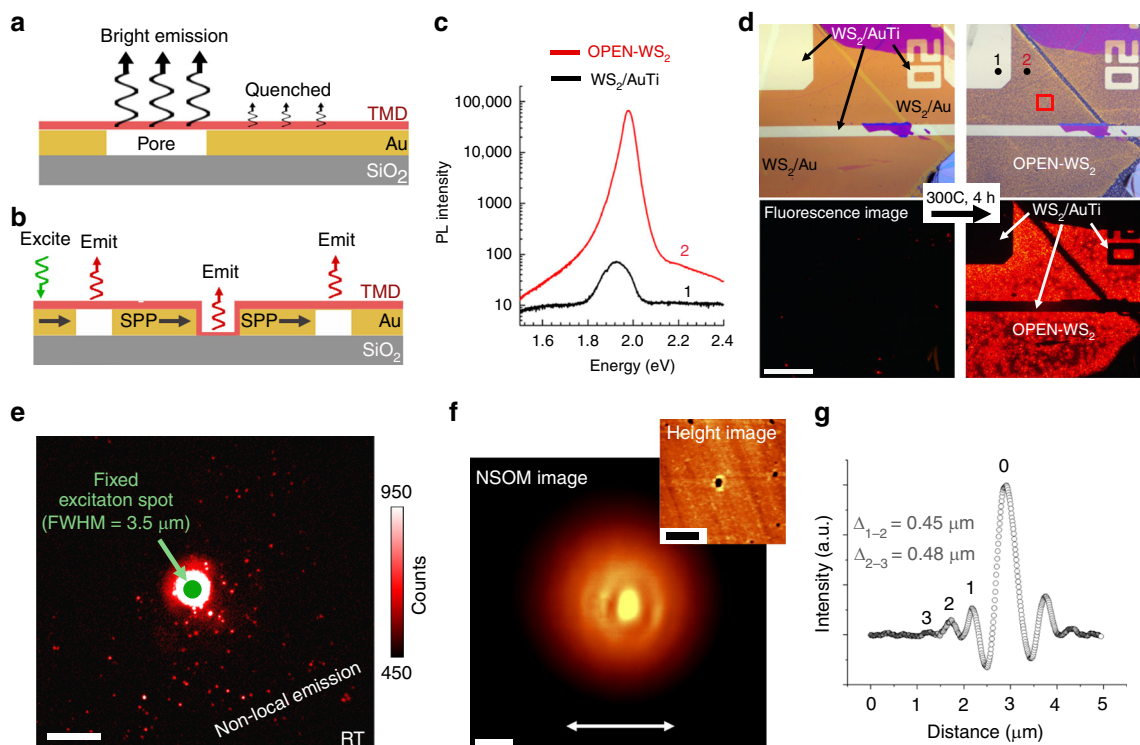 a
Bright emission
Quenched
TMD
Pore
Au
SiO2
b
Excite
Emit
Emit
Emit
TMD
SPP
SPP
Au
SiO2
c
OPEN-WS2
WS2/AuTi
100,000
10,000
1000
100
10
PL intensity
2
1
1.6
1.8
2.0
2.2
2.4
Energy (eV)
d
WS2/AuTi
02
WS2/Au
WS2/Au
1
2
02
OPEN-WS2
300C, 4 h
Fluorescence image
WS2/AuTi
02
OPEN-WS2
e
Fixed
excitaton spot
(FWHM = 3.5 μm)
950
Counts
450
Non-local emission
RT
f
NSOM image
Height image
g
0
Δ1–2 = 0.45 μm
Δ2–3 = 0.48 μm
1
2
3
Intensity (a.u.)
0
1
2
3
4
5
Distance (μm)